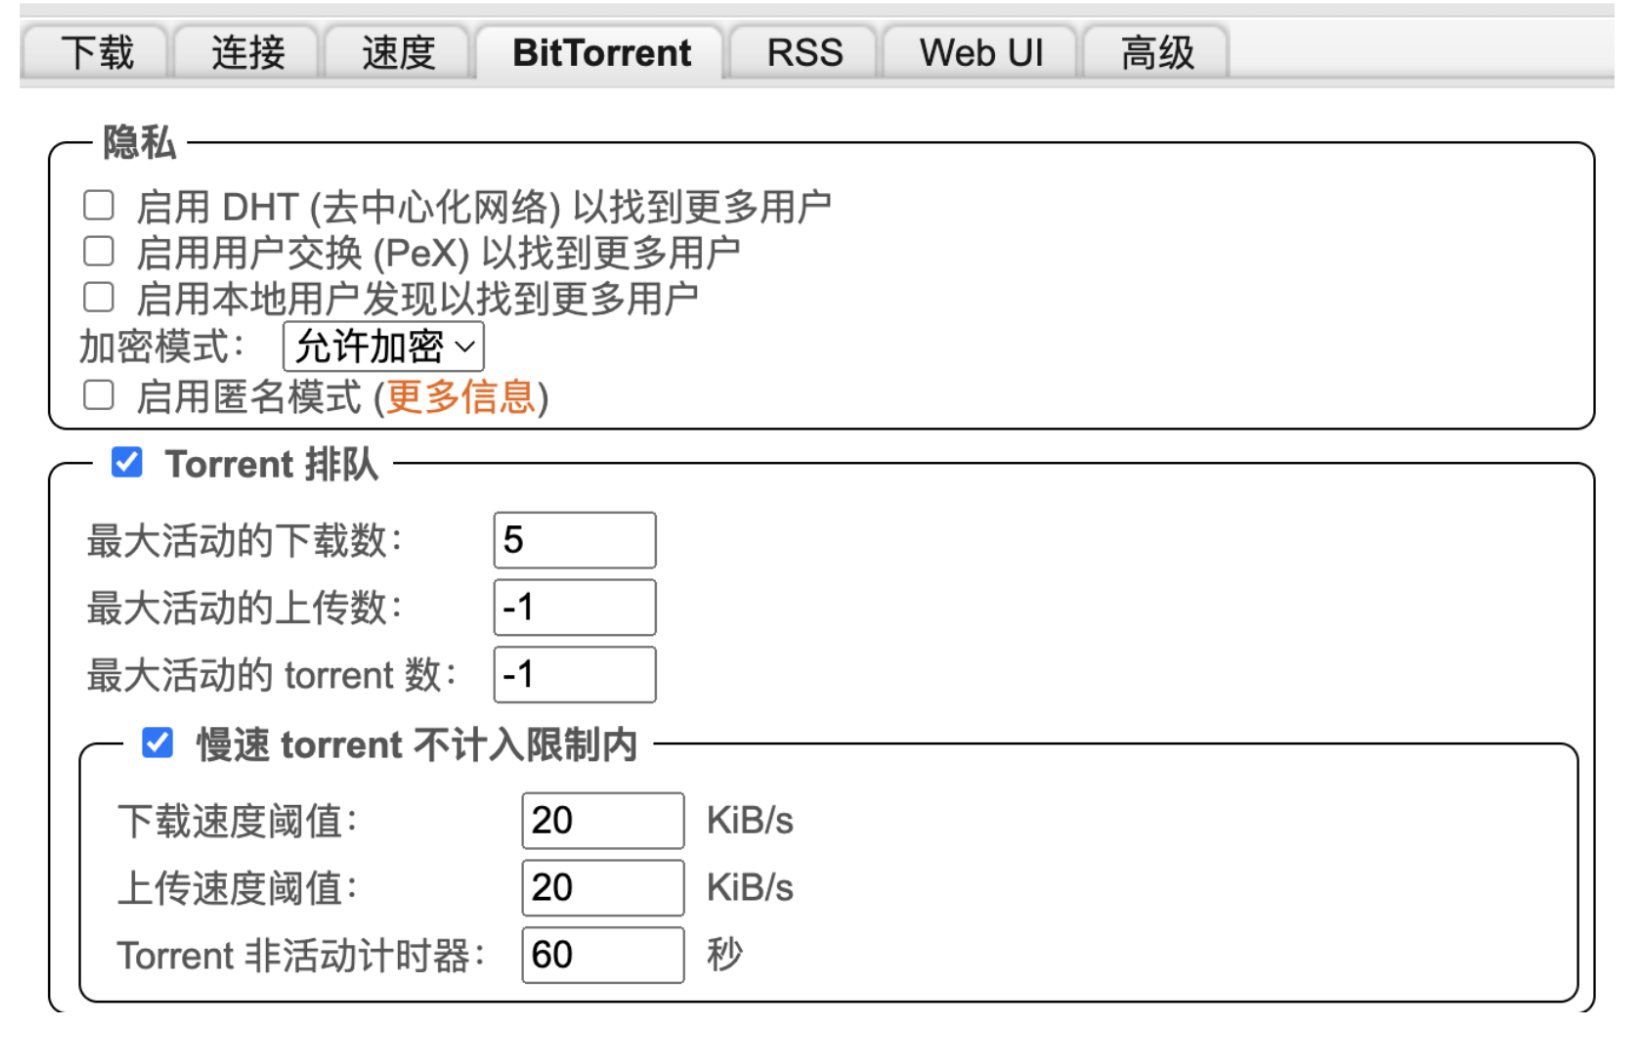 下载 连接 速度 BitTorrent RSS Web UI 高级
隐私
启用 DHT (去中心化网络) 以找到更多用户
启用用户交换 (PeX) 以找到更多用户
启用本地用户发现以找到更多用户
加密模式： 允许加密
启用匿名模式 (更多信息)
Torrent 排队
最大活动的下载数： 5
最大活动的上传数： -1
最大活动的 torrent 数： -1
慢速 torrent 不计入限制内
下载速度阈值： 20 KiB/s
上传速度阈值： 20 KiB/s
Torrent 非活动计时器： 60 秒